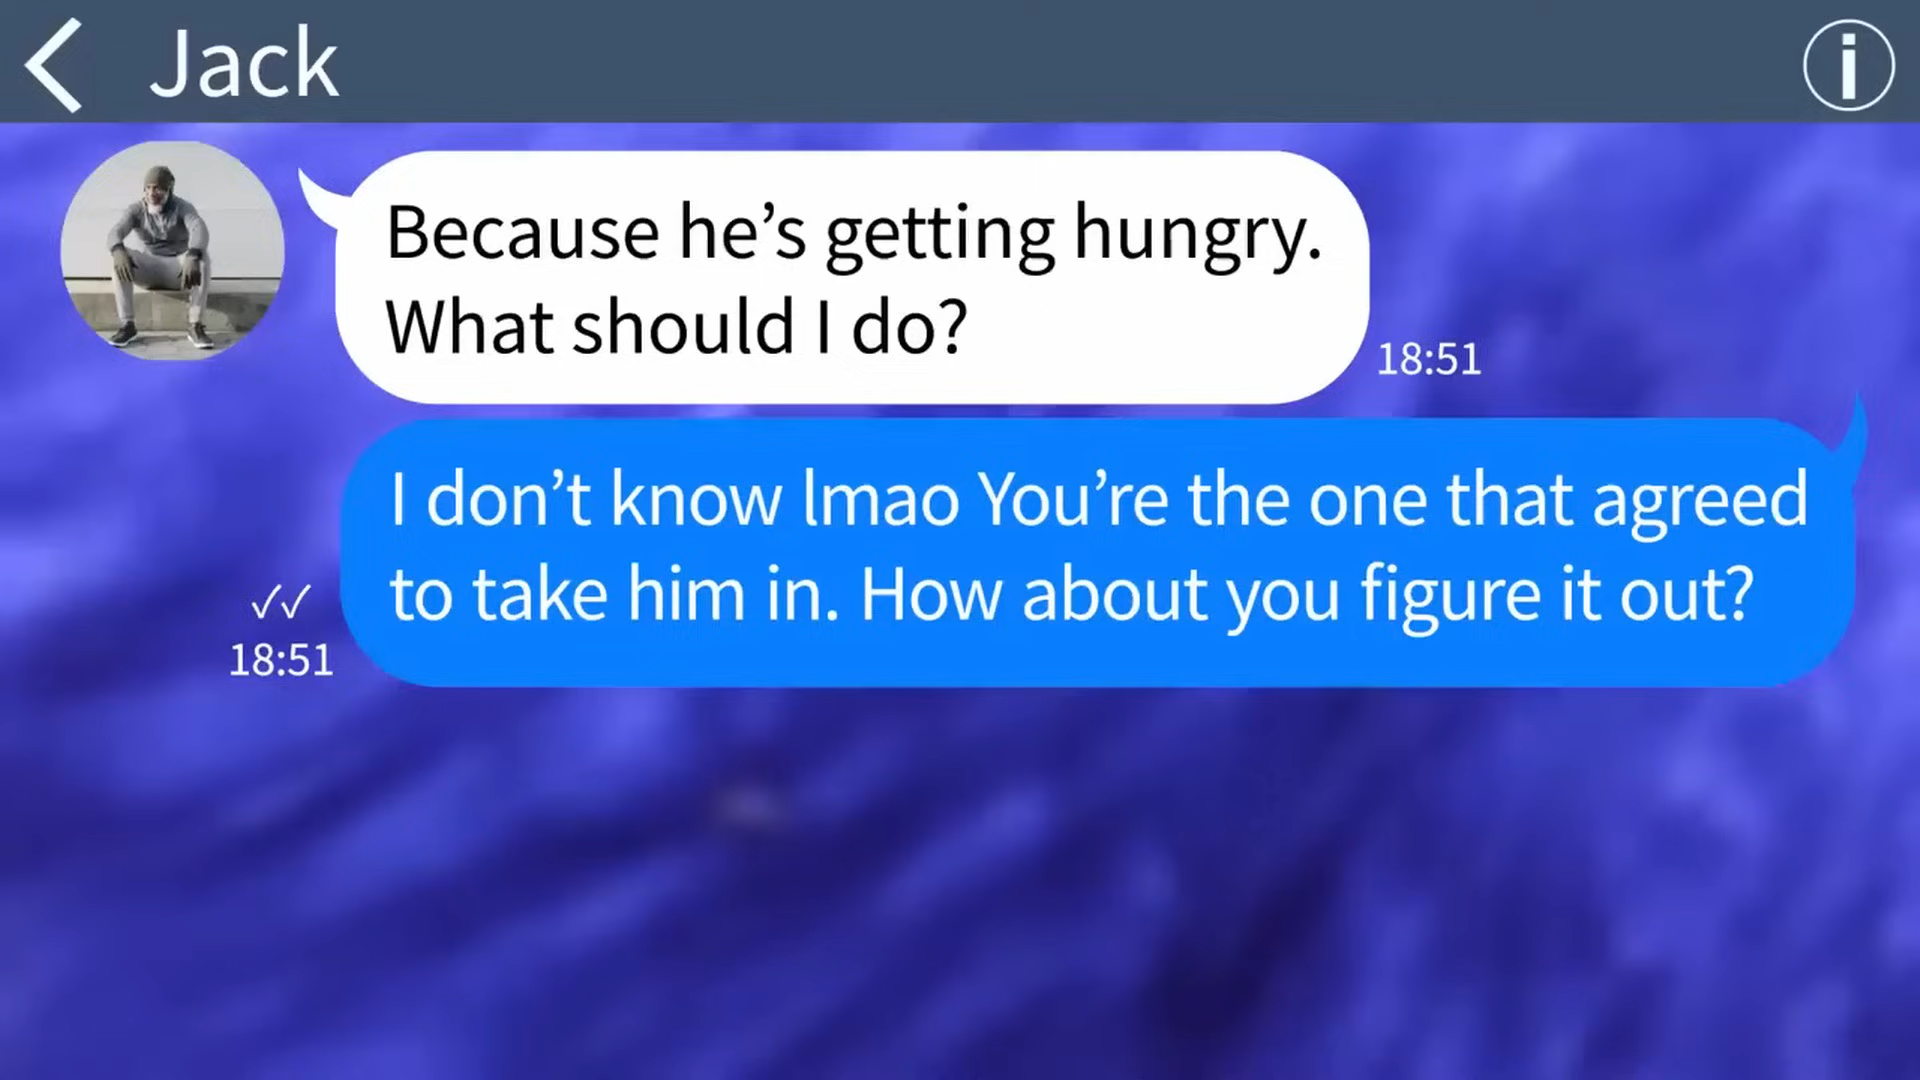 Jack
Because he’s getting hungry.
What should I do?
18:51
I don’t know lmao You’re the one that agreed
to take him in. How about you figure it out?
✓✓
18:51